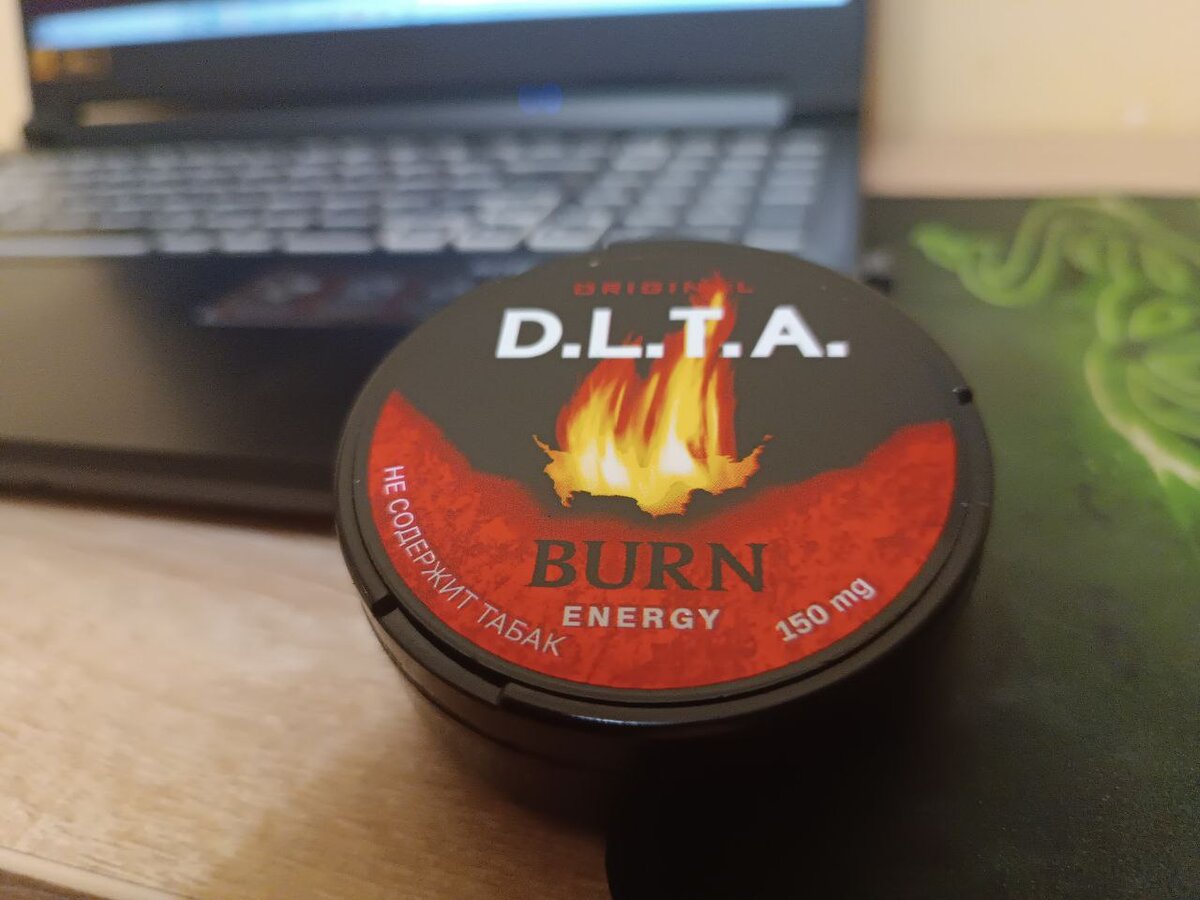 ORIGINAL
D.L.T.A.
BURN
ENERGY
НЕ СОДЕРЖИТ ТАБАК
150 mg